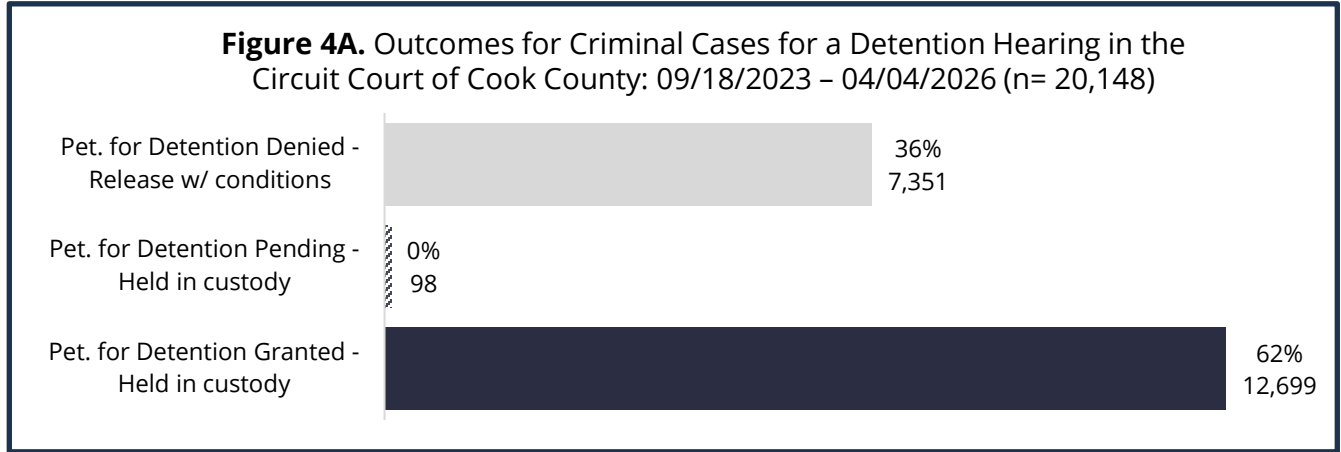 Figure 4A. Outcomes for Criminal Cases for a Detention Hearing in the
Circuit Court of Cook County: 09/18/2023 – 04/04/2026 (n= 20,148)
Pet. for Detention Denied -
Release w/ conditions
36%
7,351
Pet. for Detention Pending -
Held in custody
0%
98
Pet. for Detention Granted -
Held in custody
62%
12,699